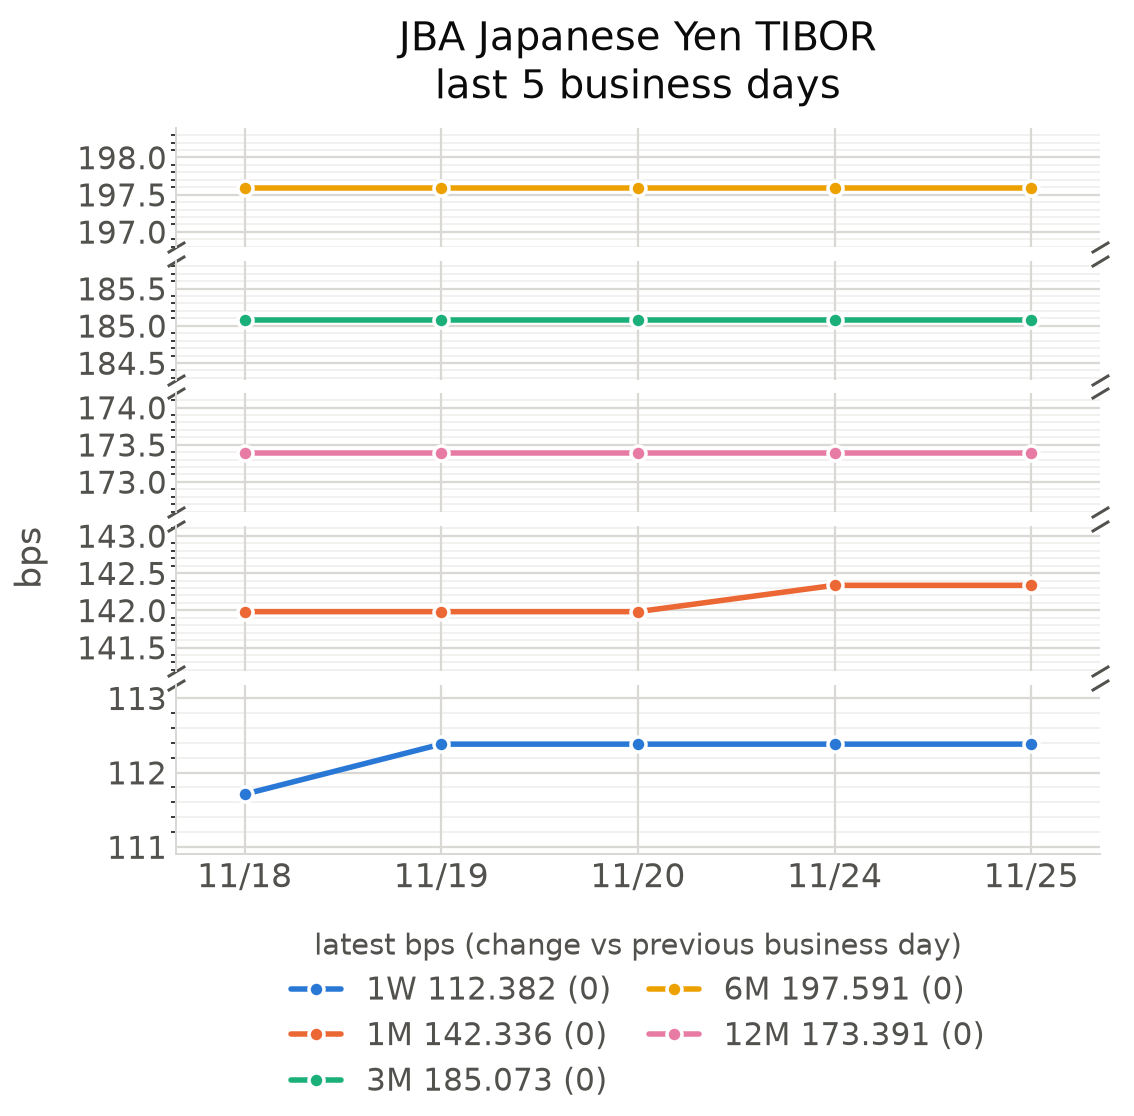 JBA Japanese Yen TIBOR
last 5 business days
198.0
197.5
197.0
185.5
185.0
184.5
174.0
173.5
173.0
143.0
142.5
142.0
141.5
113
112
111
bps
11/18 11/19 11/20 11/24 11/25
latest bps (change vs previous business day)
1W 112.382 (0) 6M 197.591 (0)
1M 142.336 (0) 12M 173.391 (0)
3M 185.073 (0)